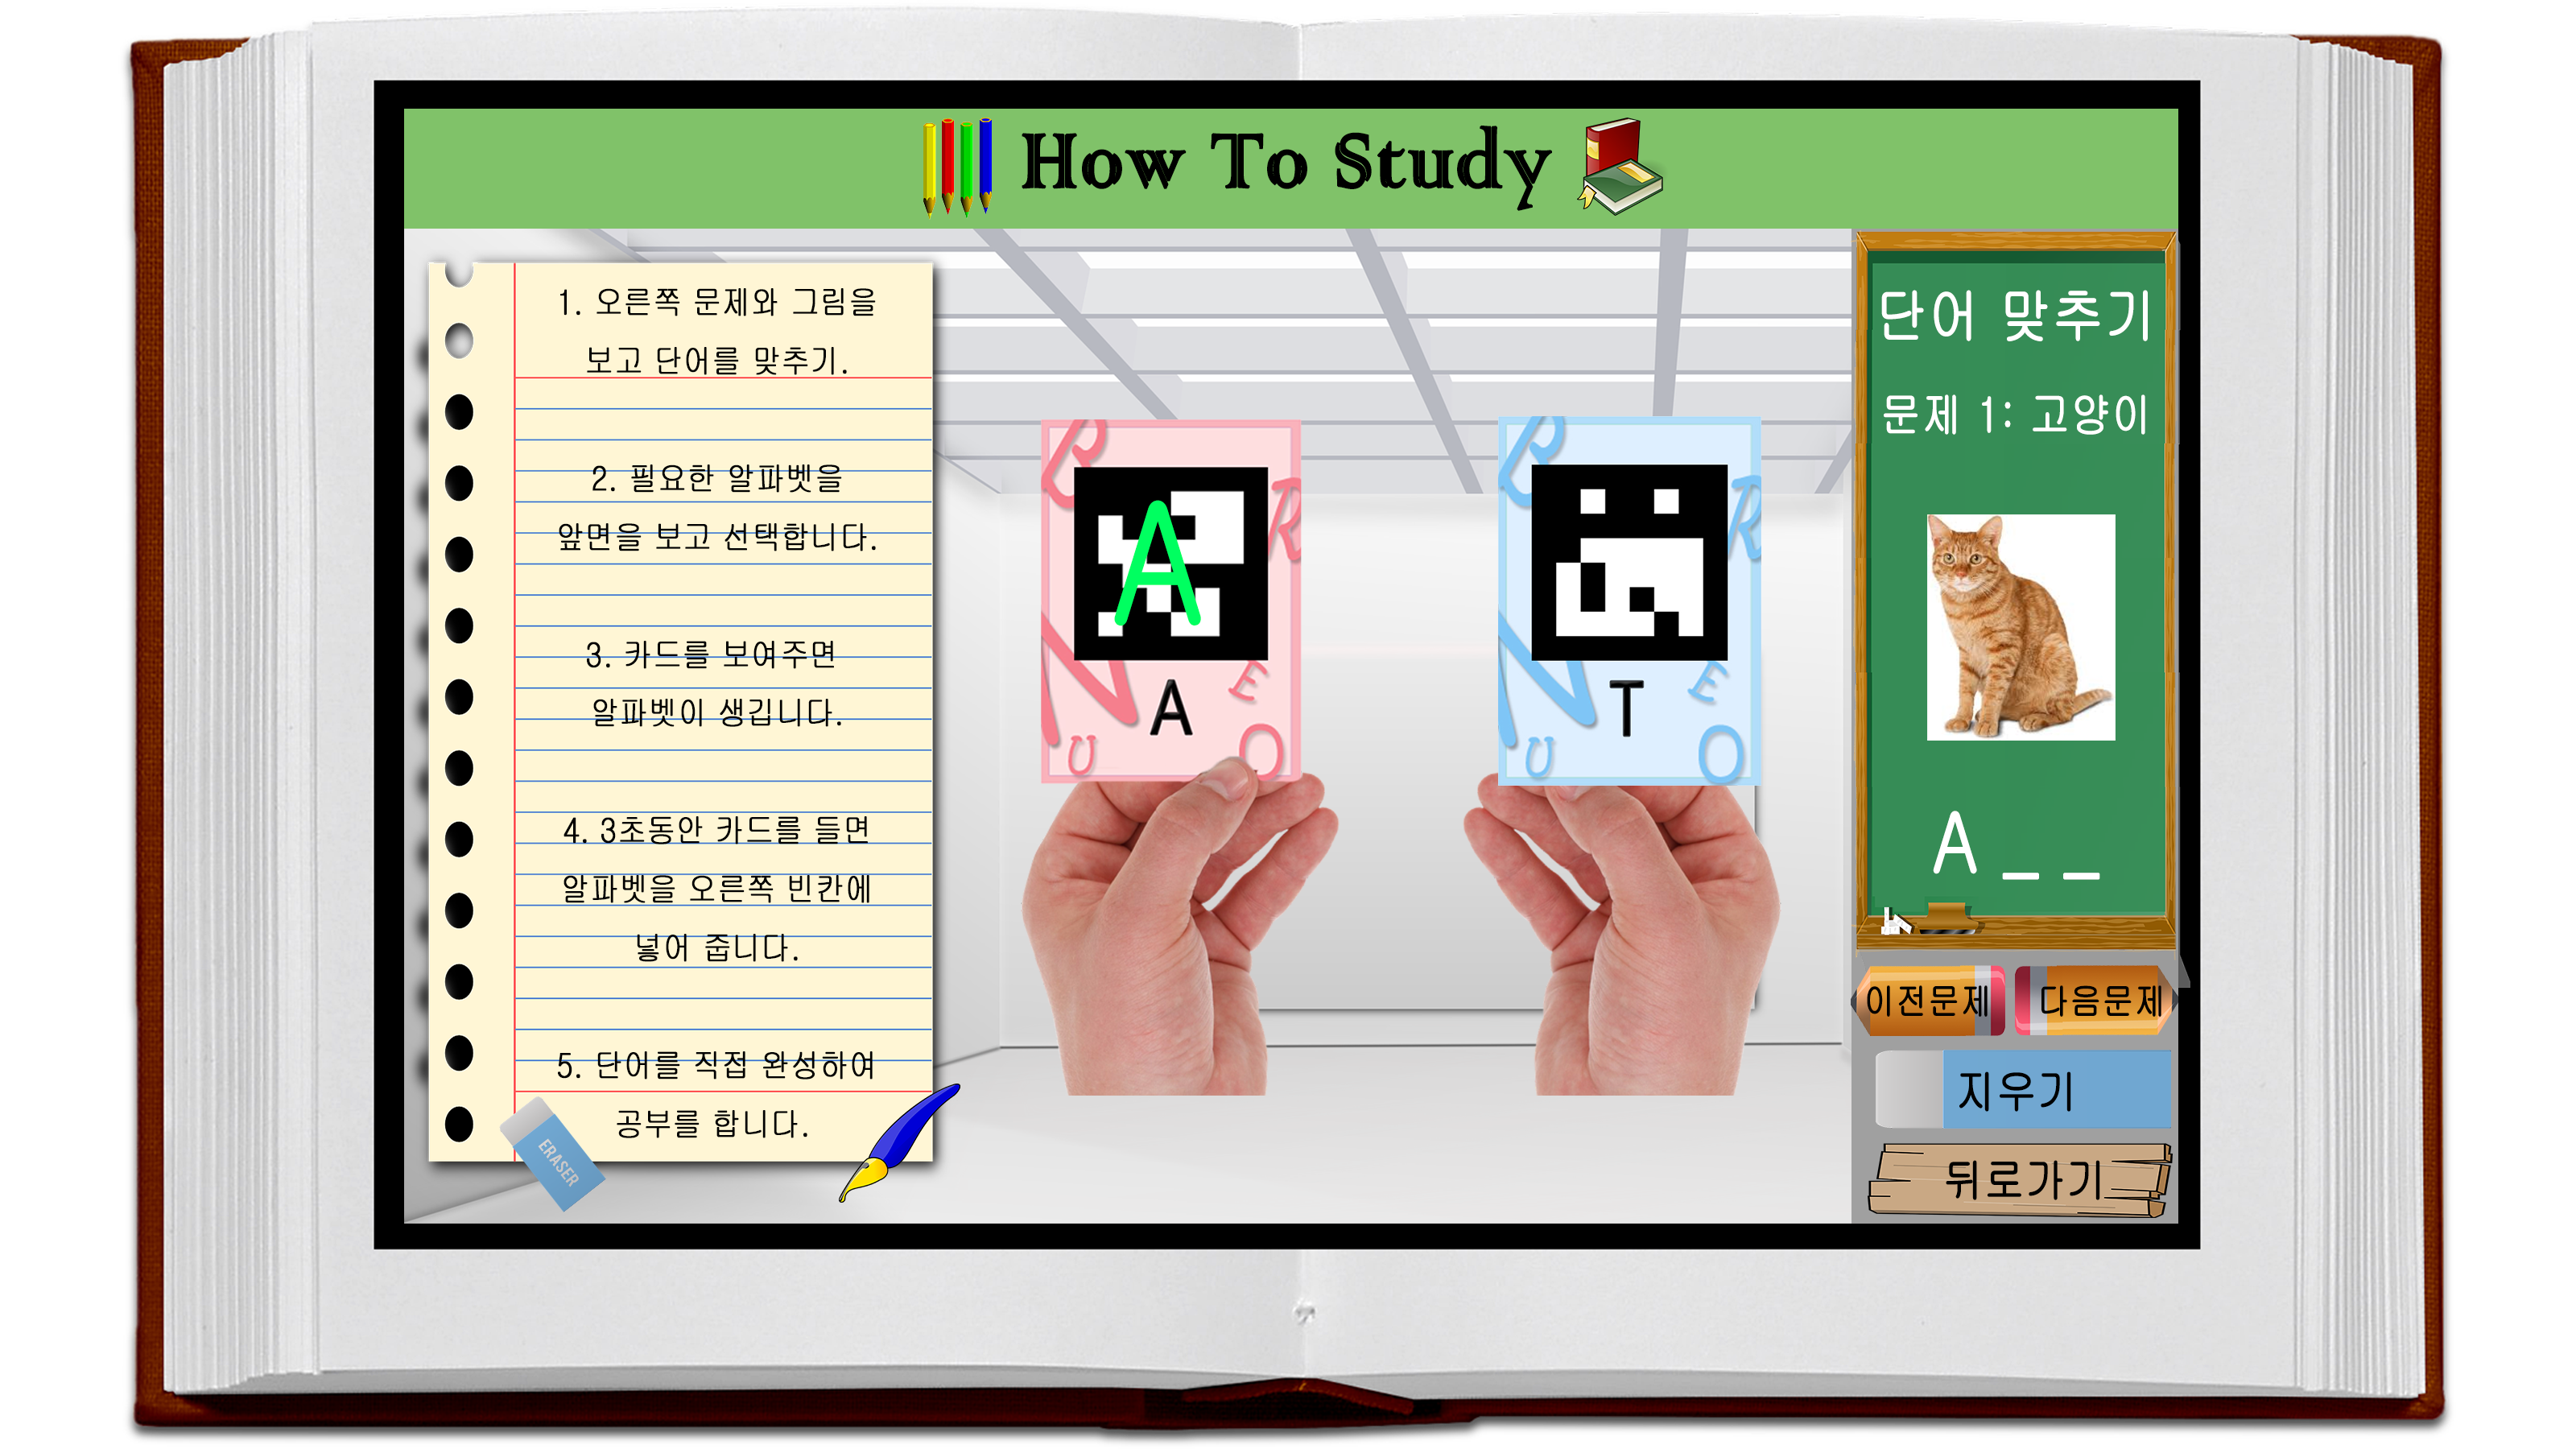 How To Study
1. 오른쪽 문제와 그림을
보고 단어를 맞추기.
2. 필요한 알파벳을
앞면을 보고 선택합니다.
3. 카드를 보여주면
알파벳이 생깁니다.
4. 3초동안 카드를 들면
알파벳을 오른쪽 빈칸에
넣어 줍니다.
5. 단어를 직접 완성하여
공부를 합니다.
ERASER
B
R
A
N
E
A
U
O
B
R
N
E
T
U
O
단어 맞추기
문제 1: 고양이
A _ _
이전문제
다음문제
지우기
뒤로가기